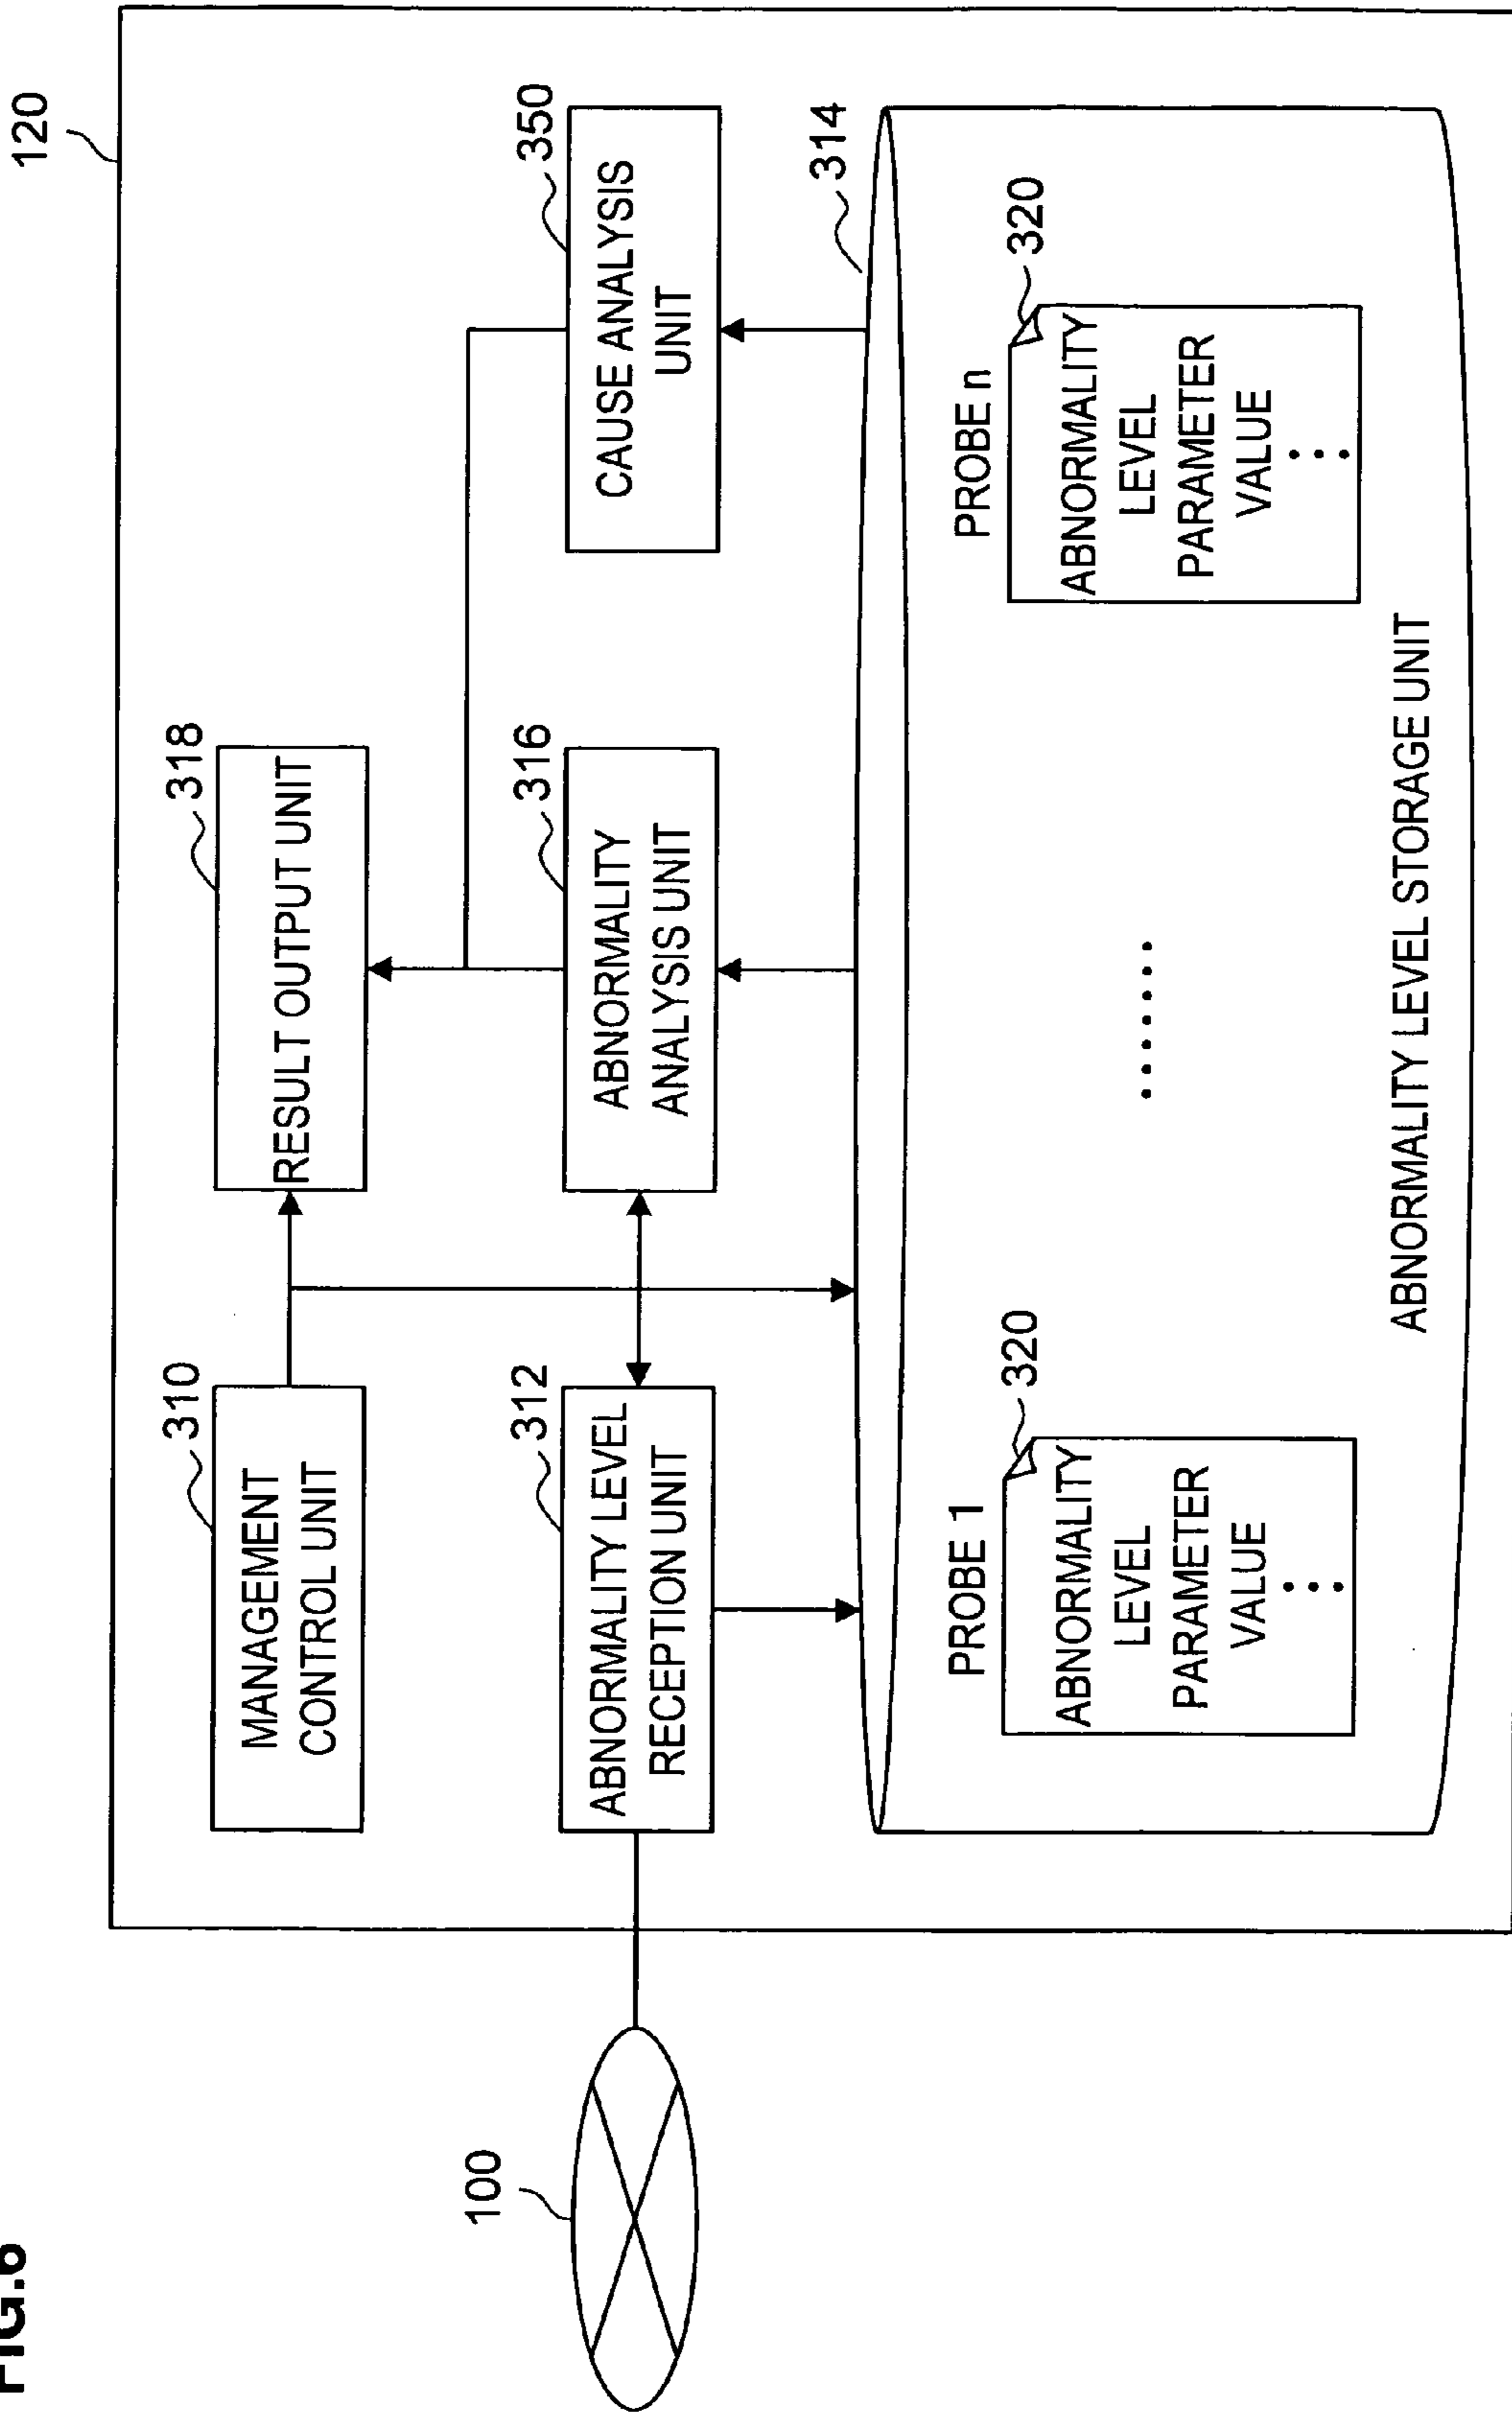 FIG.6
120
310
MANAGEMENT
CONTROL UNIT
318
RESULT OUTPUT UNIT
100
312
ABNORMALITY LEVEL
RECEPTION UNIT
316
ABNORMALITY
ANALYSIS UNIT
350
CAUSE ANALYSIS
UNIT
314
PROBE 1
320
ABNORMALITY
LEVEL
PARAMETER
VALUE
PROBE n
320
ABNORMALITY
LEVEL
PARAMETER
VALUE
ABNORMALITY LEVEL STORAGE UNIT